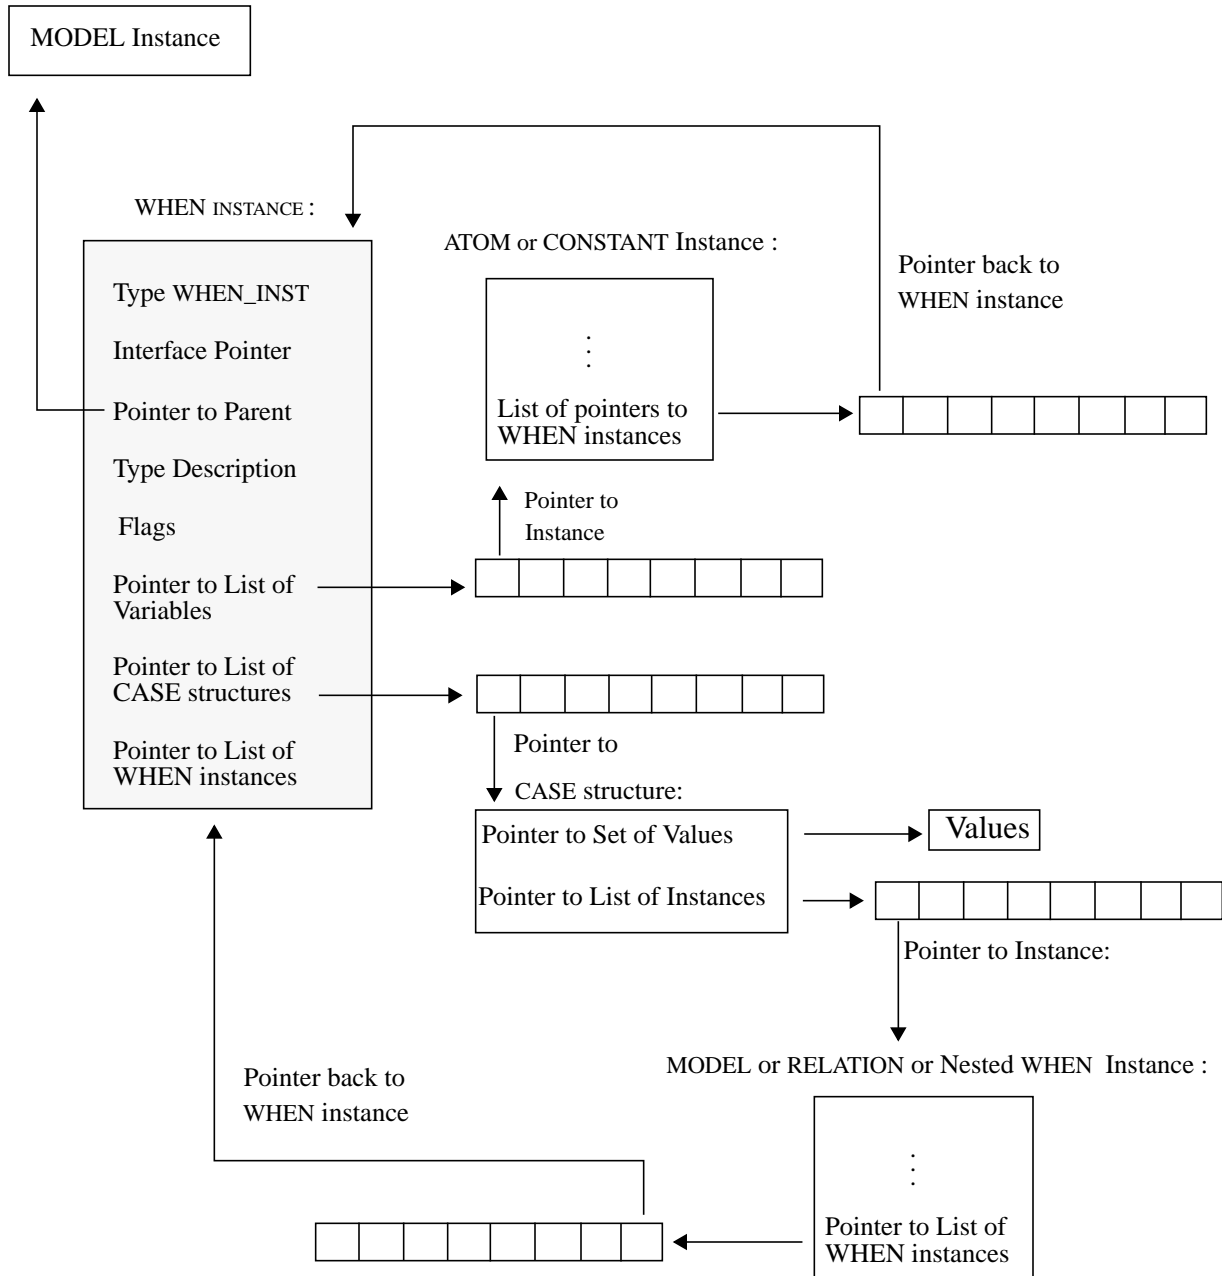 MODEL Instance
WHEN INSTANCE :
Type WHEN_INST
Interface Pointer
Pointer to Parent
Type Description
Flags
Pointer to List of
Variables
Pointer to List of
CASE structures
Pointer to List of
WHEN instances
ATOM or CONSTANT Instance :
List of pointers to
WHEN instances
Pointer back to
WHEN instance
Pointer to
Instance
Pointer to
CASE structure:
Pointer to Set of Values
Values
Pointer to List of Instances
Pointer to Instance:
MODEL or RELATION or Nested WHEN Instance :
Pointer to List of
WHEN instances
Pointer back to
WHEN instance